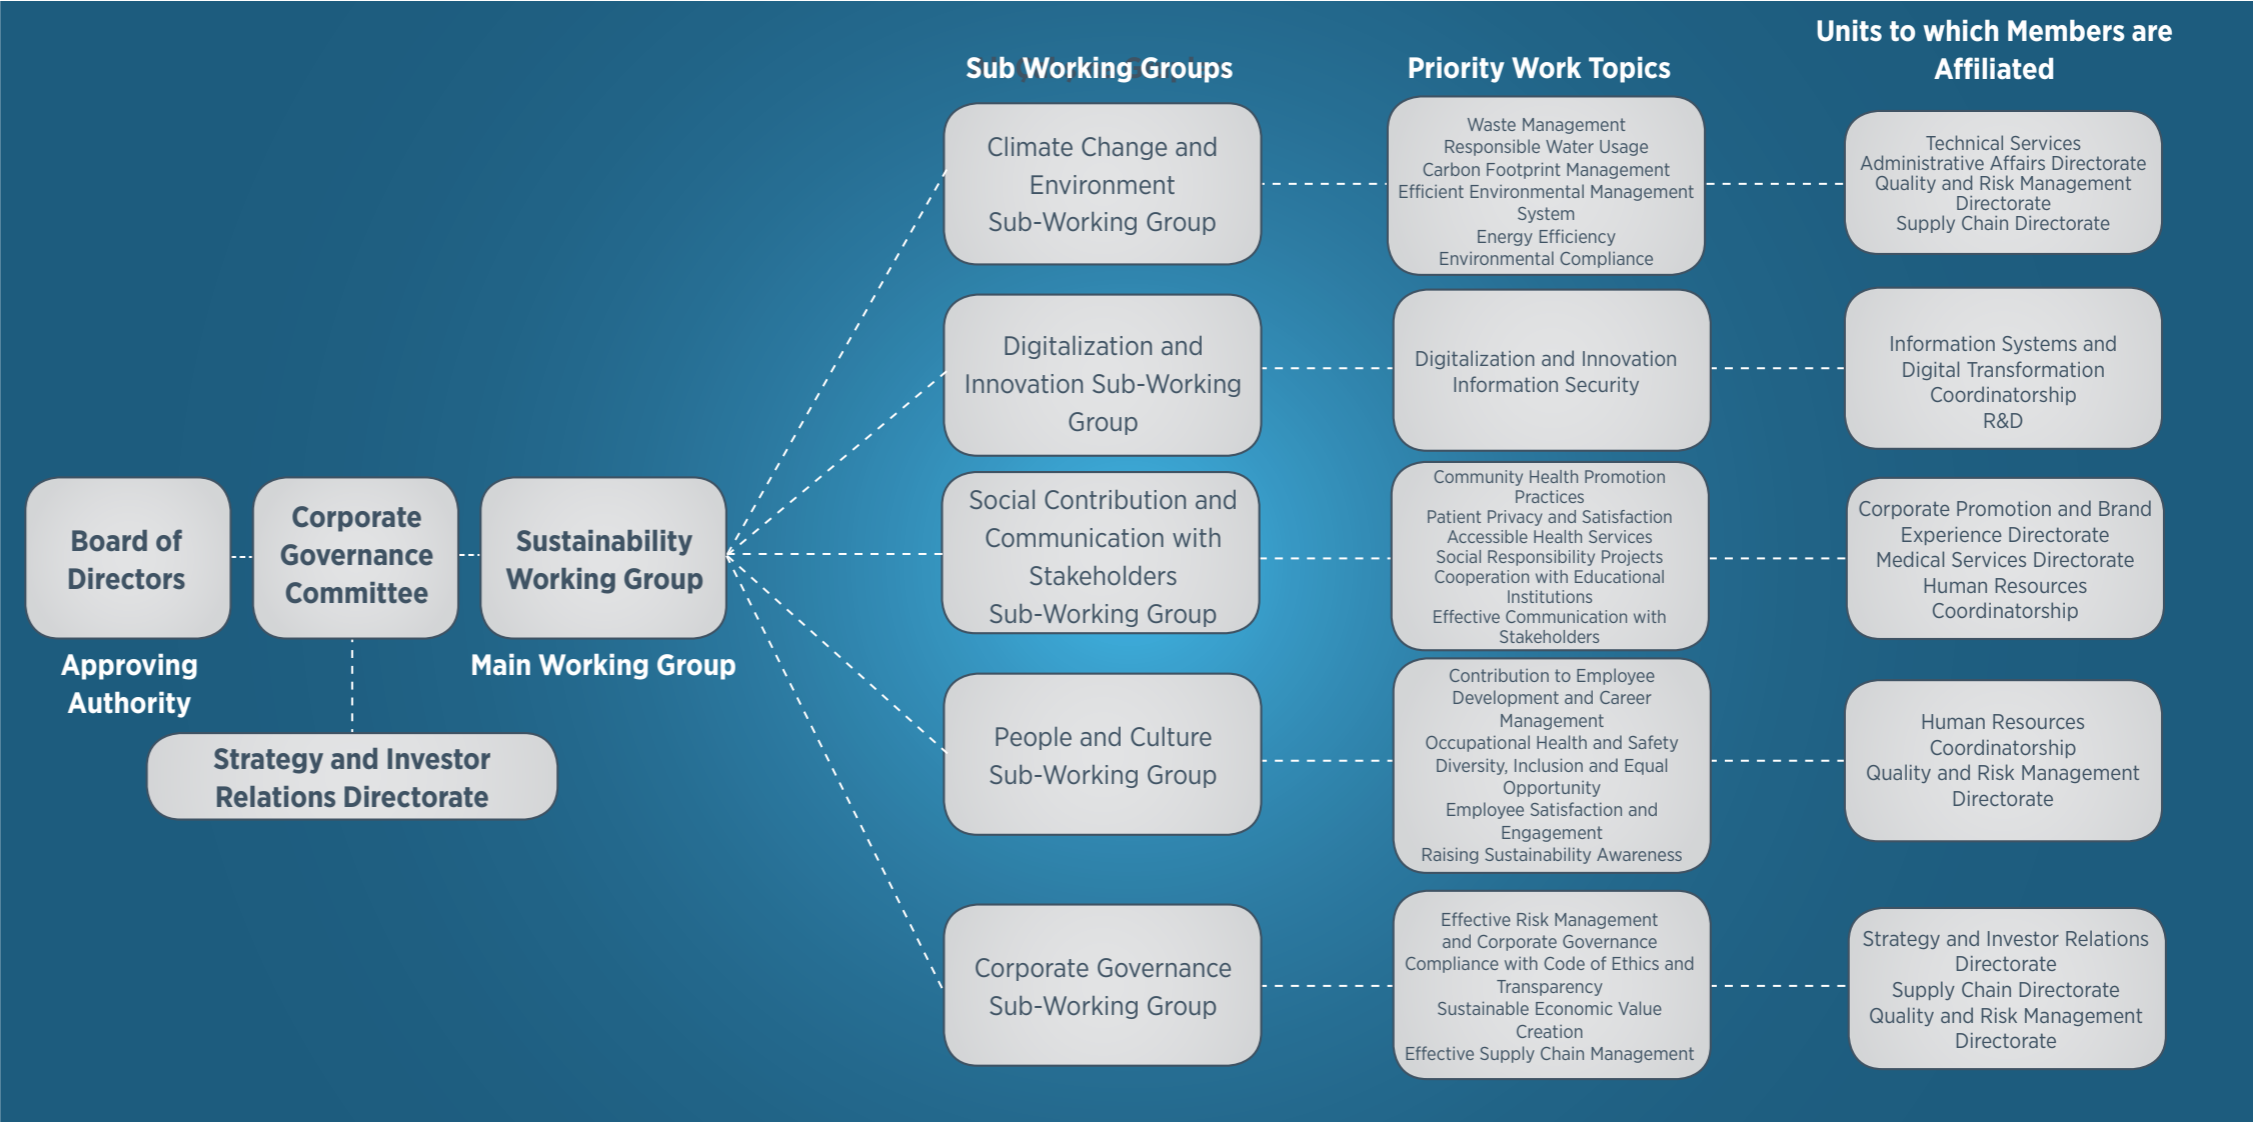 Units to which Members are
Affiliated
Sub Working Groups
Priority Work Topics
Board of
Directors
Approving
Authority
Corporate
Governance
Committee
Strategy and Investor
Relations Directorate
Sustainability
Working Group
Main Working Group
Climate Change and
Environment
Sub-Working Group
Waste Management
Responsible Water Usage
Carbon Footprint Management
Efficient Environmental Management
System
Energy Efficiency
Environmental Compliance
Technical Services
Administrative Affairs Directorate
Quality and Risk Management
Directorate
Supply Chain Directorate
Digitalization and
Innovation Sub-Working
Group
Digitalization and Innovation
Information Security
Information Systems and
Digital Transformation
Coordinatorship
R&D
Social Contribution and
Communication with
Stakeholders
Sub-Working Group
Community Health Promotion
Practices
Patient Privacy and Satisfaction
Accessible Health Services
Social Responsibility Projects
Cooperation with Educational
Institutions
Effective Communication with
Stakeholders
Corporate Promotion and Brand
Experience Directorate
Medical Services Directorate
Human Resources
Coordinatorship
People and Culture
Sub-Working Group
Contribution to Employee
Development and Career
Management
Occupational Health and Safety
Diversity, Inclusion and Equal
Opportunity
Employee Satisfaction and
Engagement
Raising Sustainability Awareness
Human Resources
Coordinatorship
Quality and Risk Management
Directorate
Corporate Governance
Sub-Working Group
Effective Risk Management
and Corporate Governance
Compliance with Code of Ethics and
Transparency
Sustainable Economic Value
Creation
Effective Supply Chain Management
Strategy and Investor Relations
Directorate
Supply Chain Directorate
Quality and Risk Management
Directorate